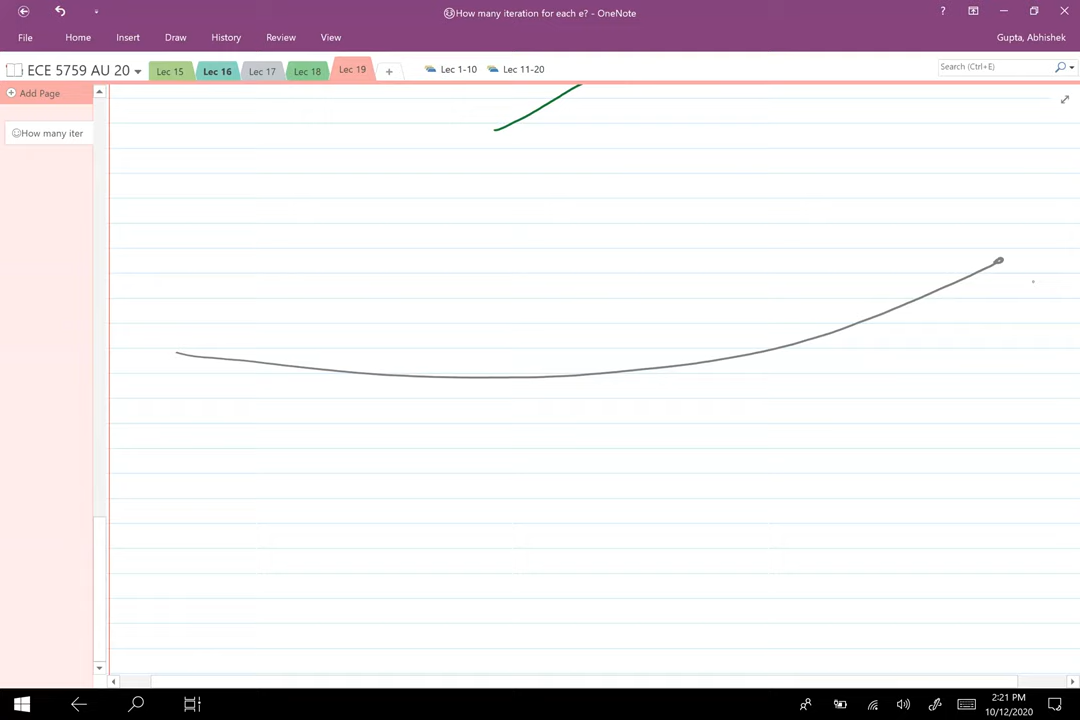 How many iteration for each e? - OneNote
?
File
Home
Insert
Draw
History
Review
View
Gupta, Abhishek
ECE 5759 AU 20
Lec 15
Lec 16
Lec 17
Lec 18
Lec 19
+
Lec 1-10
Lec 11-20
Search (Ctrl+E)
Add Page
How many iter
2:21 PM
10/12/2020